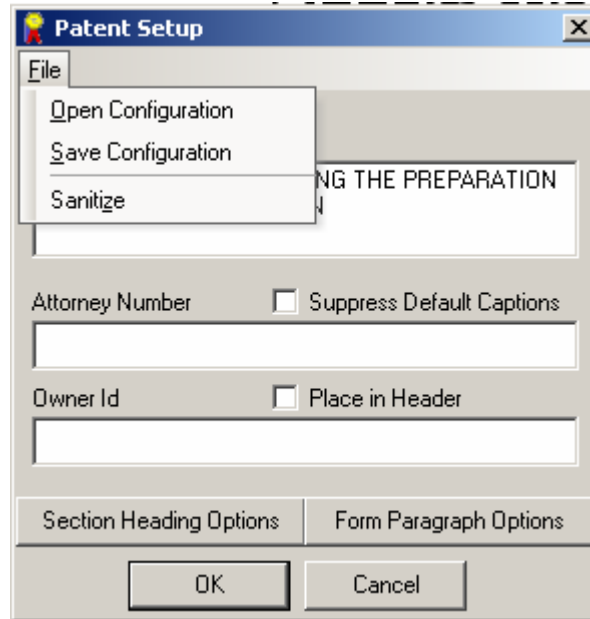 Patent Setup
File
Open Configuration
Save Configuration
Sanitize
NG THE PREPARATION
N
Attorney Number Suppress Default Captions
Owner Id Place in Header
Section Heading Options Form Paragraph Options
OK Cancel